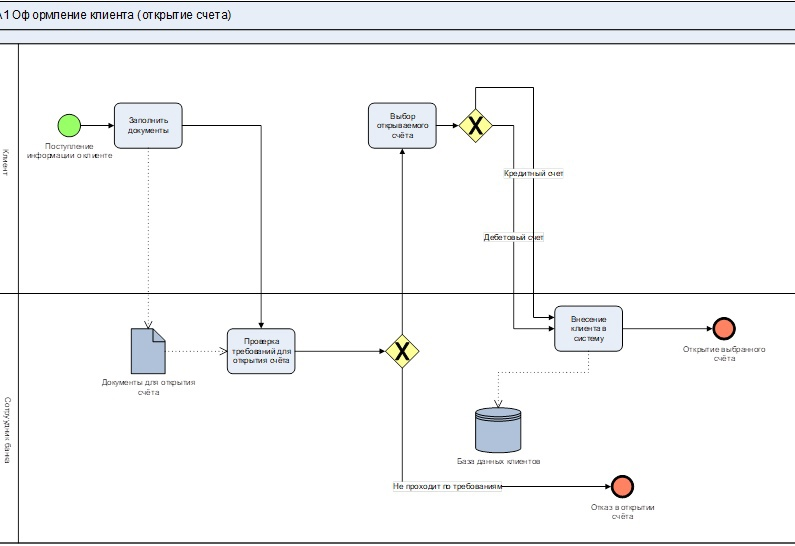 А1 Оформление клиента (открытие счета)
Клиент
Поступление
информации о клиенте
Заполнить
документы
Выбор
открываемого
счёта
X
Кредитный счет
Дебетовый счет
Сотрудник банка
Документы для открытия
счёта
Проверка
требований для
открытия счёта
X
Внесение
клиента в
систему
Открытие выбранного
счёта
База данных клиентов
Не проходит по требованиям
Отказ в открытии
счёта